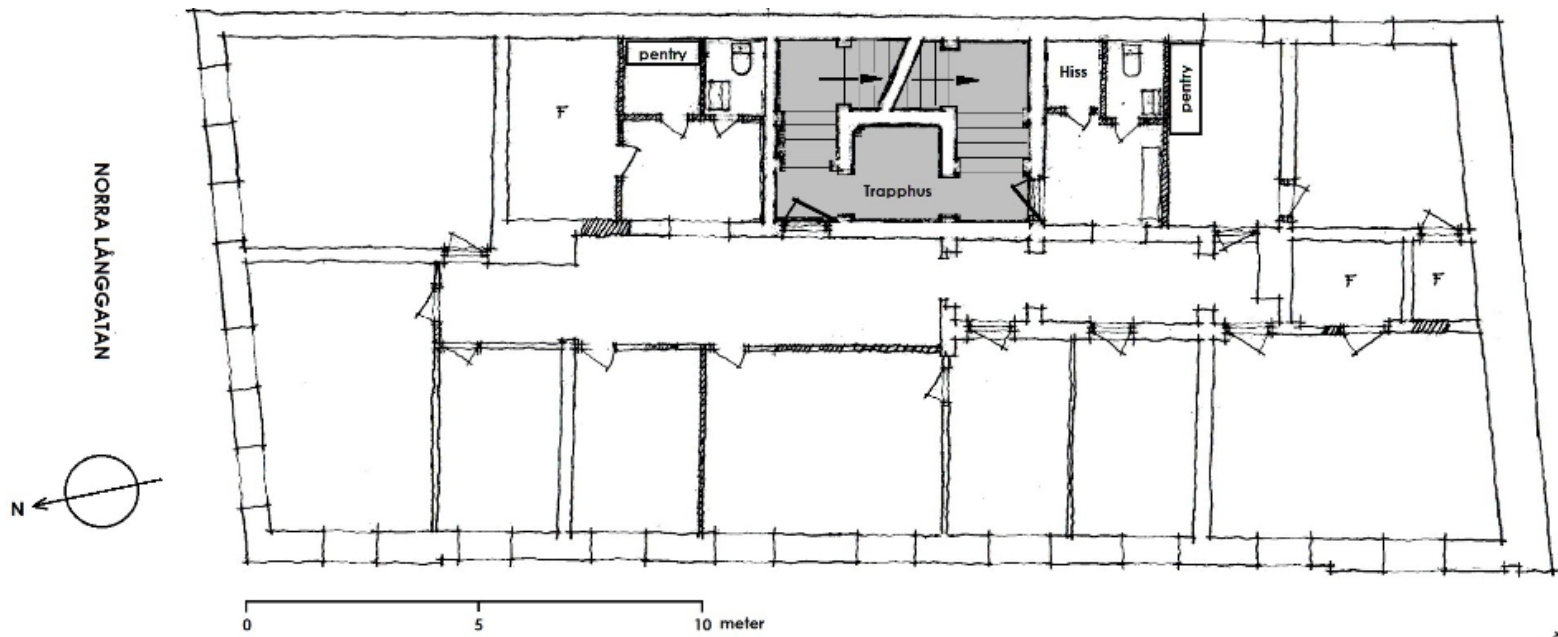 pentry
Hiss
pentry
F
Trapphus
NORRA LÅNGGATAN
F
F
N
0 5 10 meter